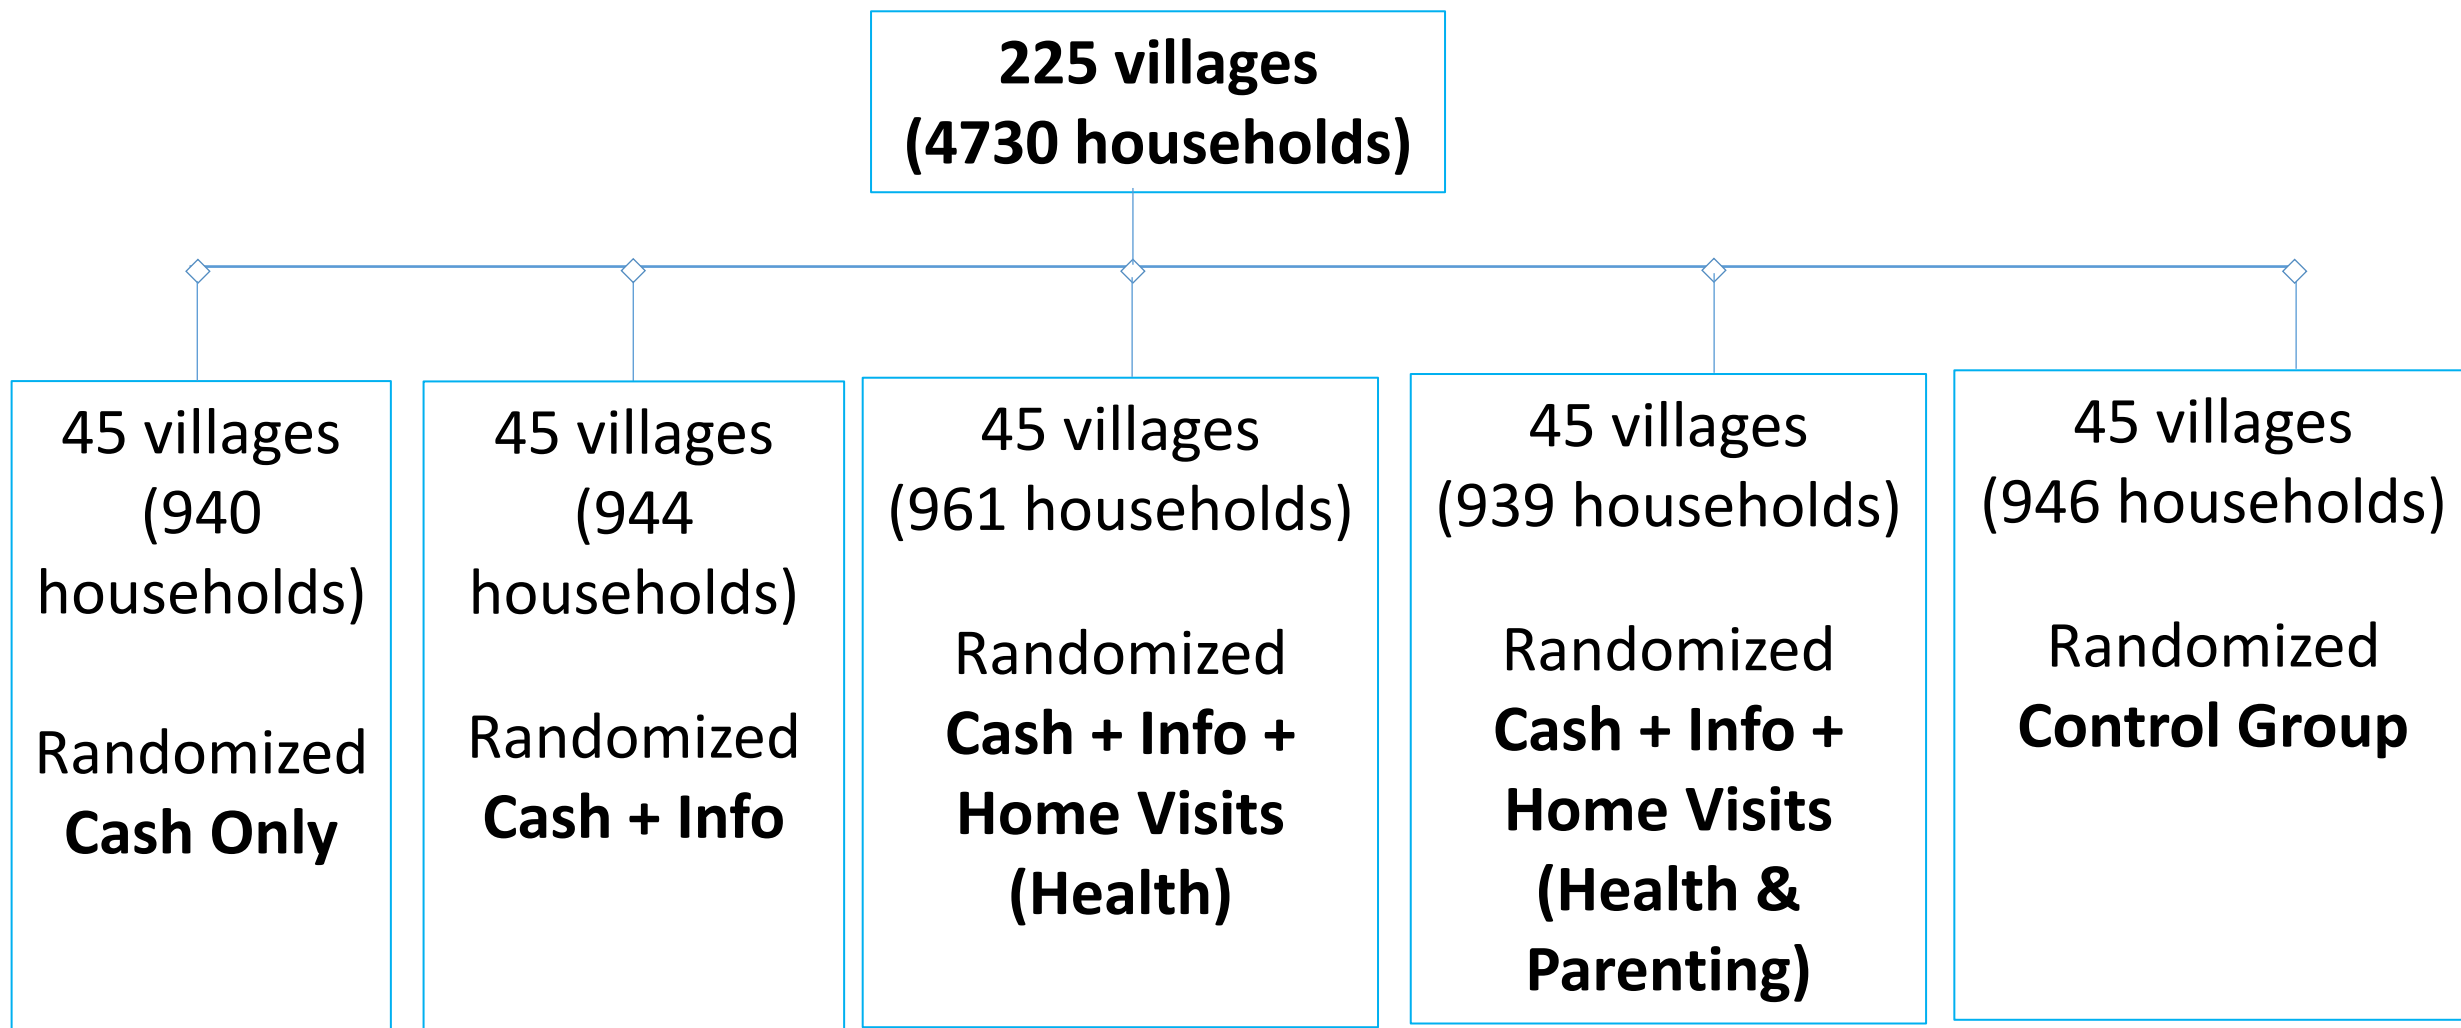 225 villages
(4730 households)
45 villages
(940
households)
Randomized
Cash Only
45 villages
(944
households)
Randomized
Cash + Info
45 villages
(961 households)
Randomized
Cash + Info +
Home Visits
(Health)
45 villages
(939 households)
Randomized
Cash + Info +
Home Visits
(Health &
Parenting)
45 villages
(946 households)
Randomized
Control Group